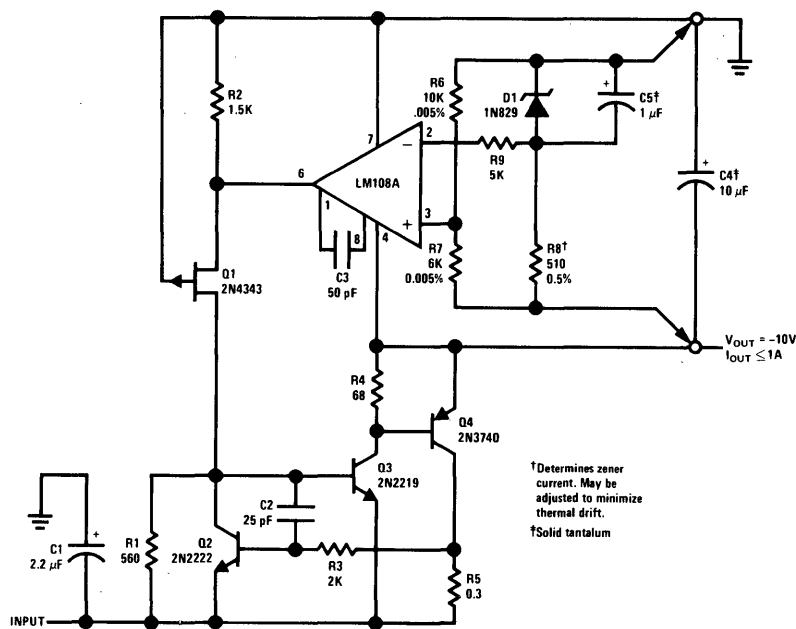 R2
1.5K
7
R6
10K
.005%
D1
1N829
C5‡
1 μF
+
2
−
R9
5K
6
LM108A
1
8
C3
50 pF
+
3
4
R7
6K
0.005%
R8†
510
0.5%
+
C4‡
10 μF
Q1
2N4343
VOUT = −10V
IOUT ≤ 1A
R4
68
Q4
2N3740
Q3
2N2219
†Determines zener
current. May be
adjusted to minimize
thermal drift.
‡Solid tantalum
+
C1
2.2 μF
R1
560
Q2
2N2222
C2
25 pF
R3
2K
R5
0.3
INPUT